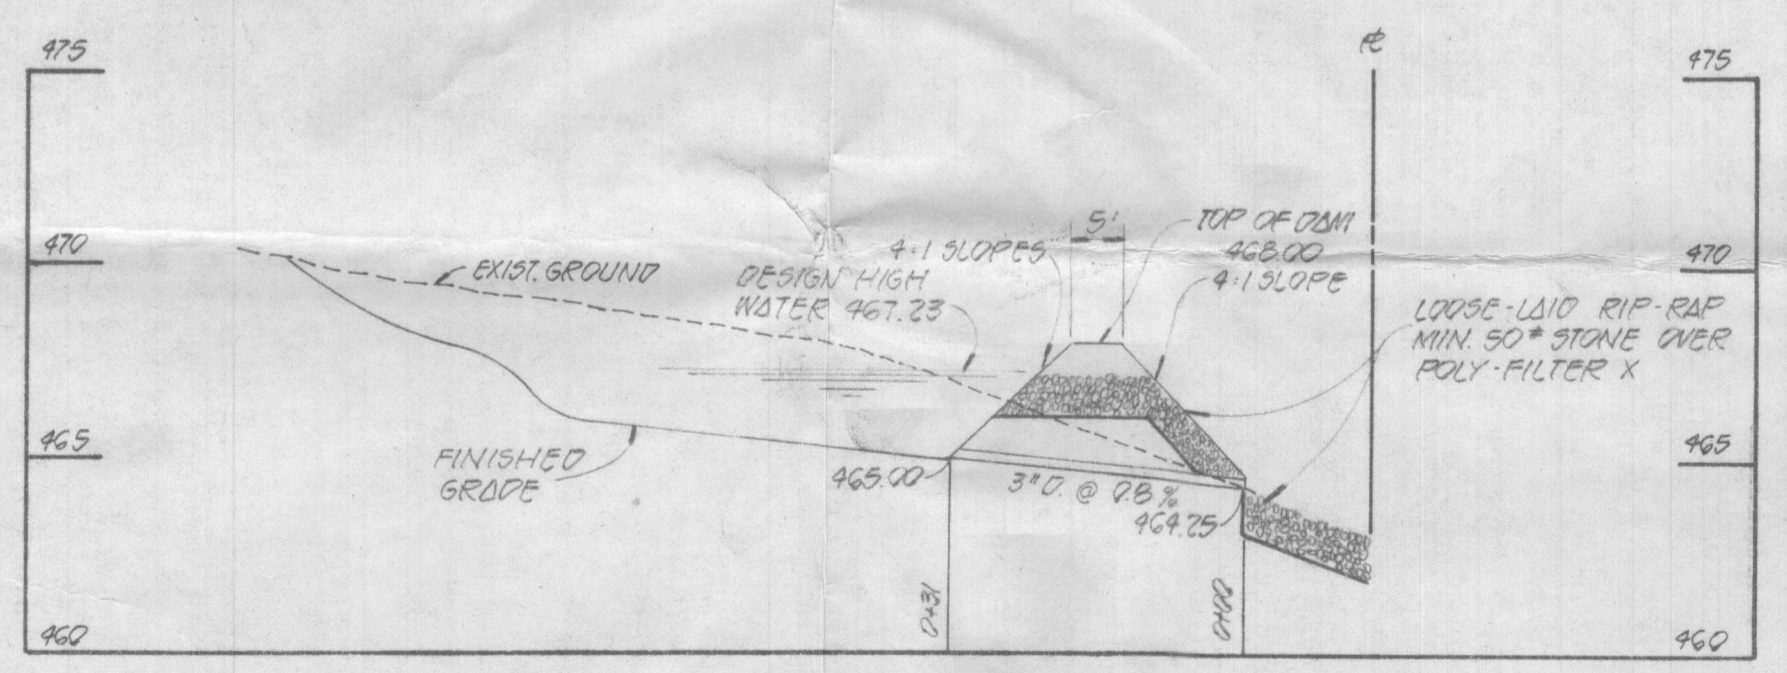 475
470
465
460
EXIST. GROUND
FINISHED
GRADE
DESIGN HIGH
WATER 467.23
4:1 SLOPES
5'
TOP OF DAM
468.00
4:1 SLOPE
LOOSE-LAID RIP-RAP
MIN. 50# STONE OVER
POLY-FILTER X
465.00
3"D. @ 0.8%
464.75
0+31
0+00
℄
475
470
465
460